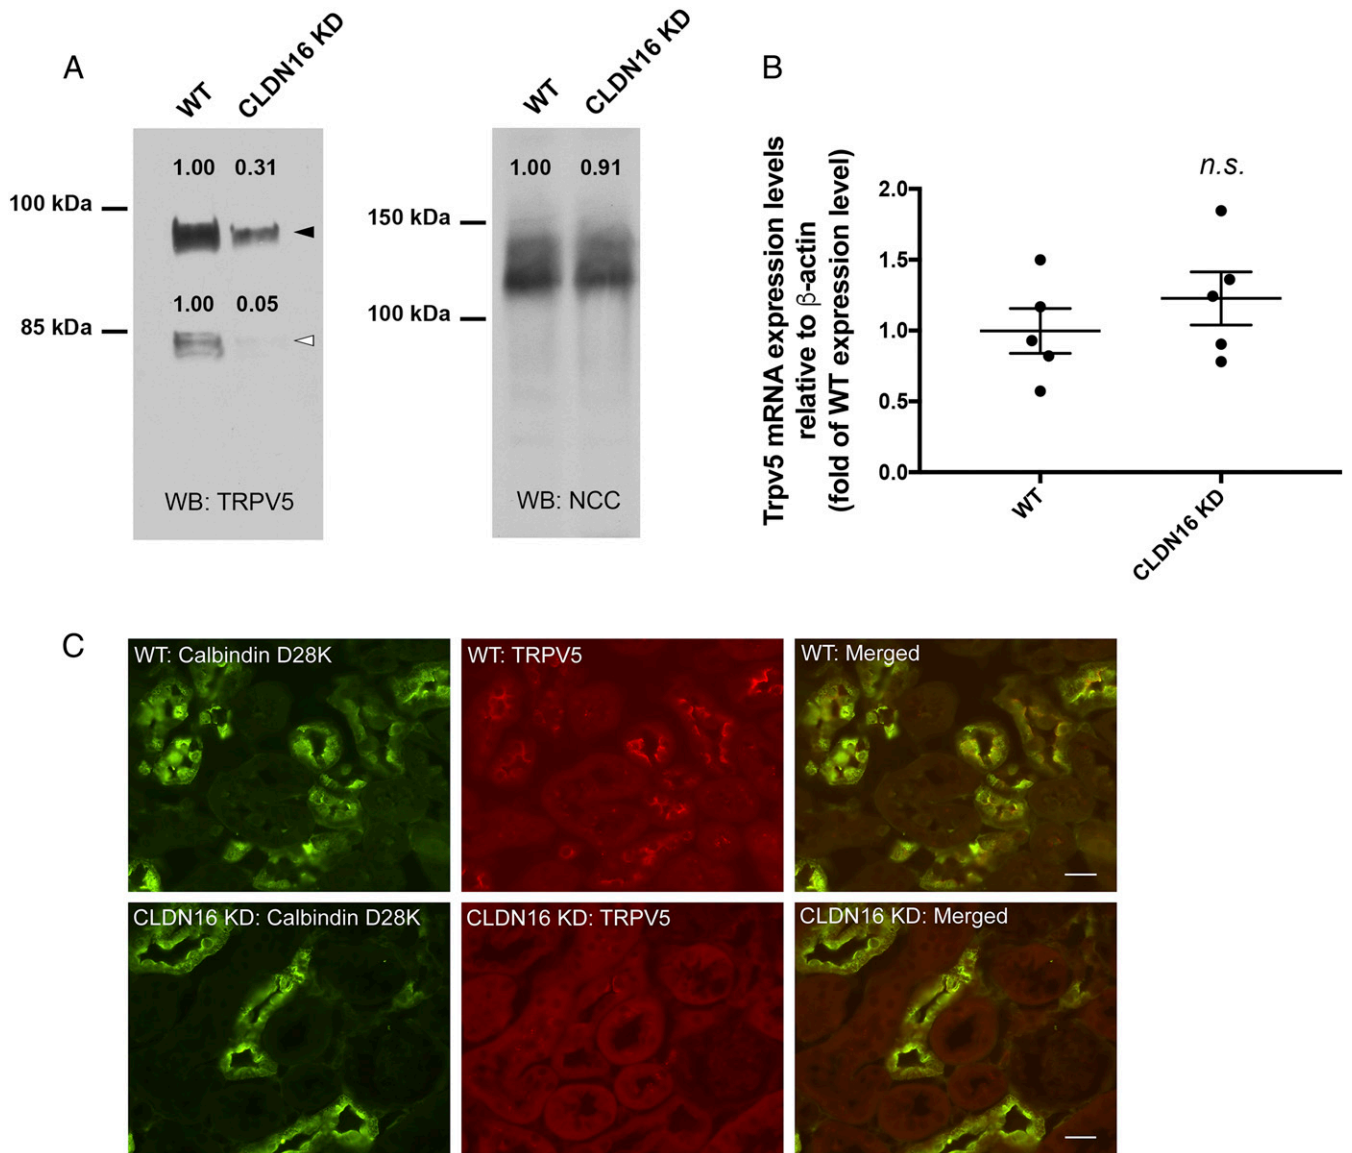 A
WT
CLDN16 KD
1.00 0.31
100 kDa
1.00 0.05
85 kDa
WB: TRPV5
WT
CLDN16 KD
1.00 0.91
150 kDa
100 kDa
WB: NCC
B
Trpv5 mRNA expression levels
relative to β-actin
(fold of WT expression level)
n.s.
2.0
1.5
1.0
0.5
0.0
WT
CLDN16 KD
C
WT: Calbindin D28K
WT: TRPV5
WT: Merged
CLDN16 KD: Calbindin D28K
CLDN16 KD: TRPV5
CLDN16 KD: Merged